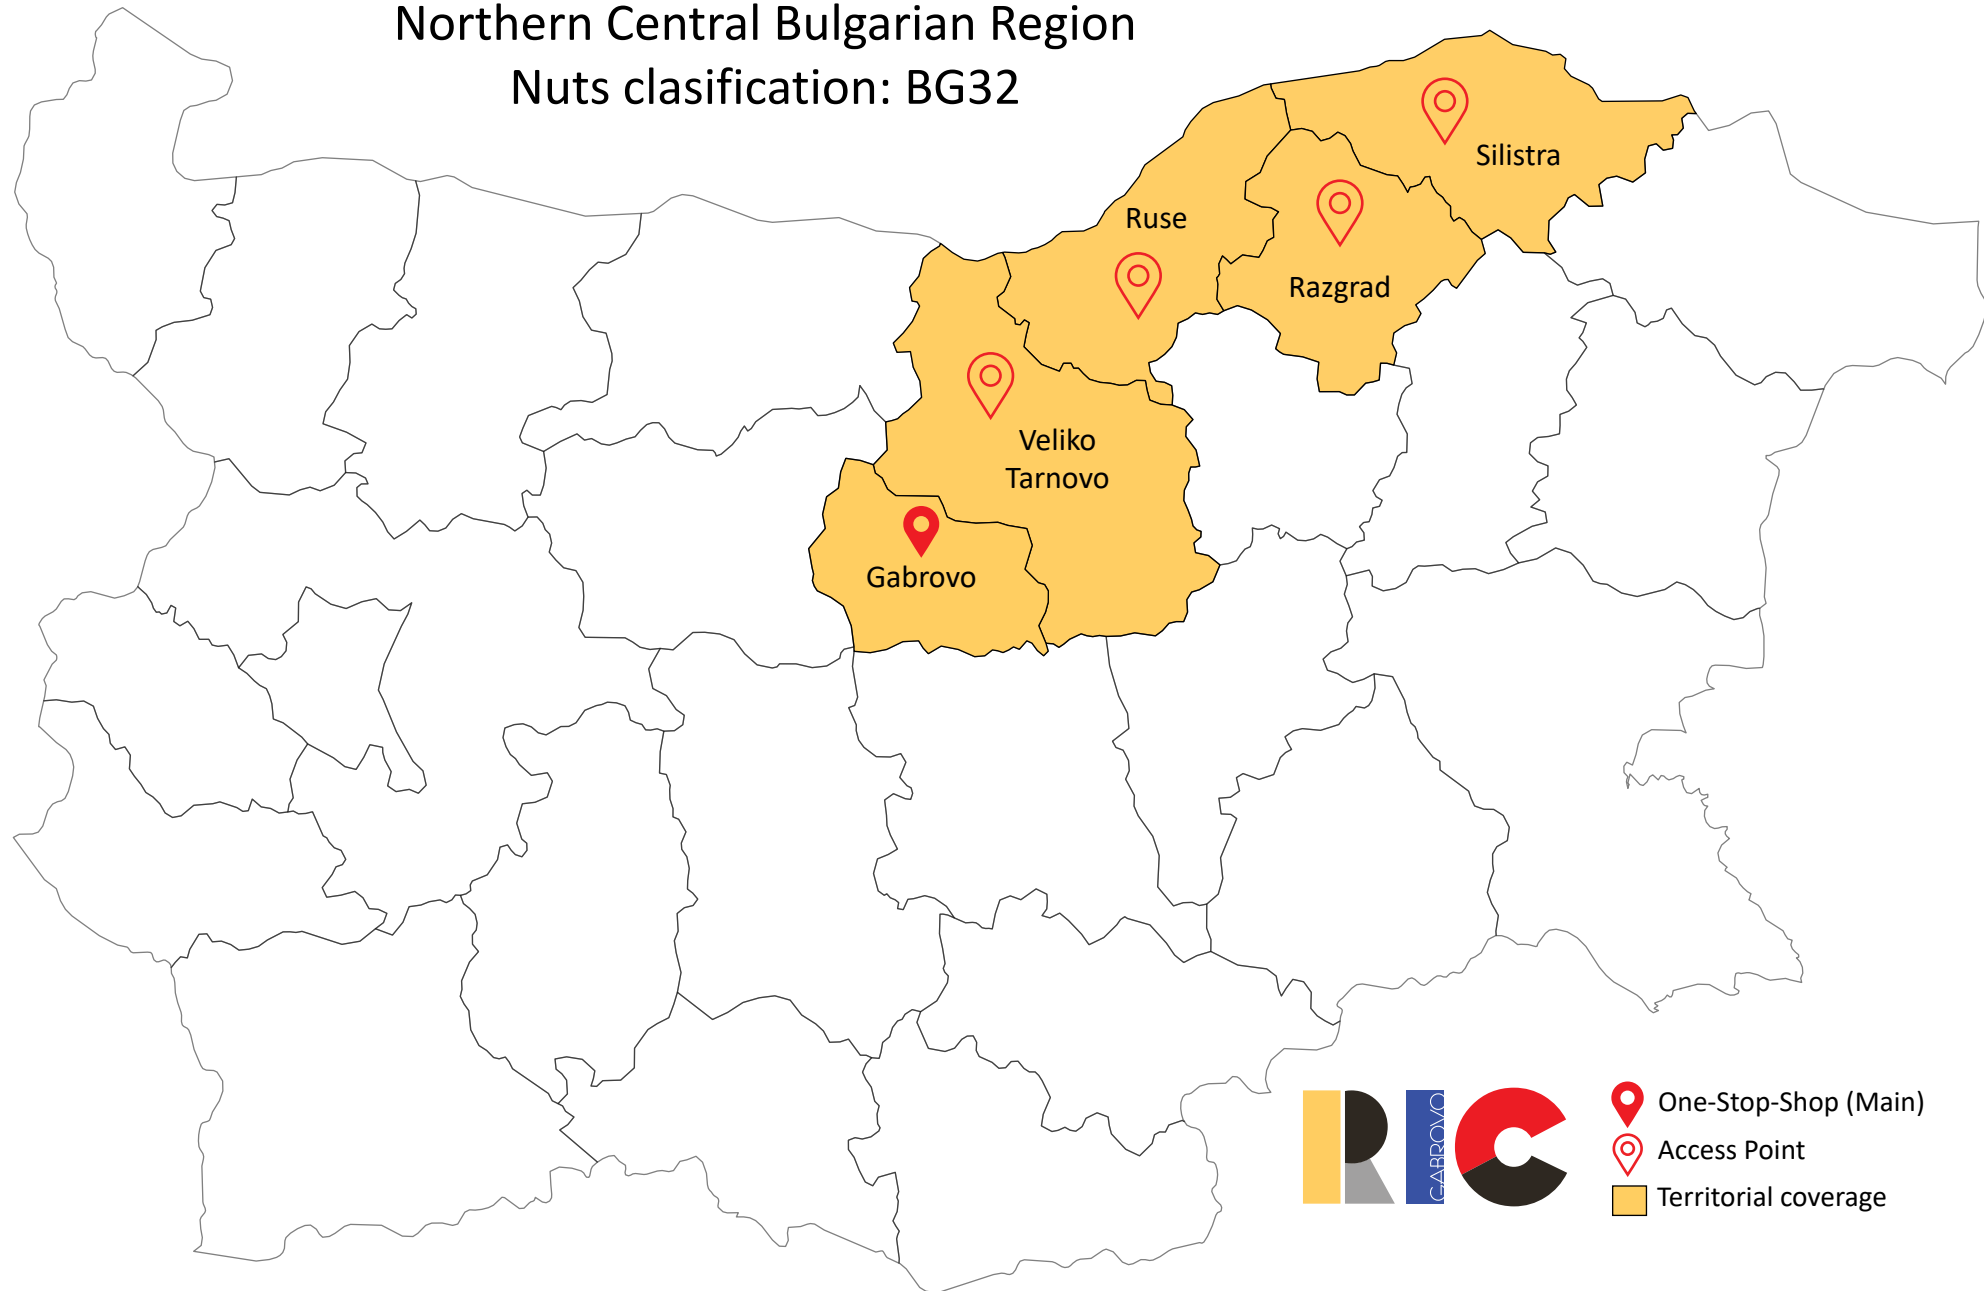 Northern Central Bulgarian Region
Nuts clasification: BG32
Silistra
Ruse
Razgrad
Veliko
Tarnovo
Gabrovo
RIC
GABROVO
One-Stop-Shop (Main)
Access Point
Territorial coverage